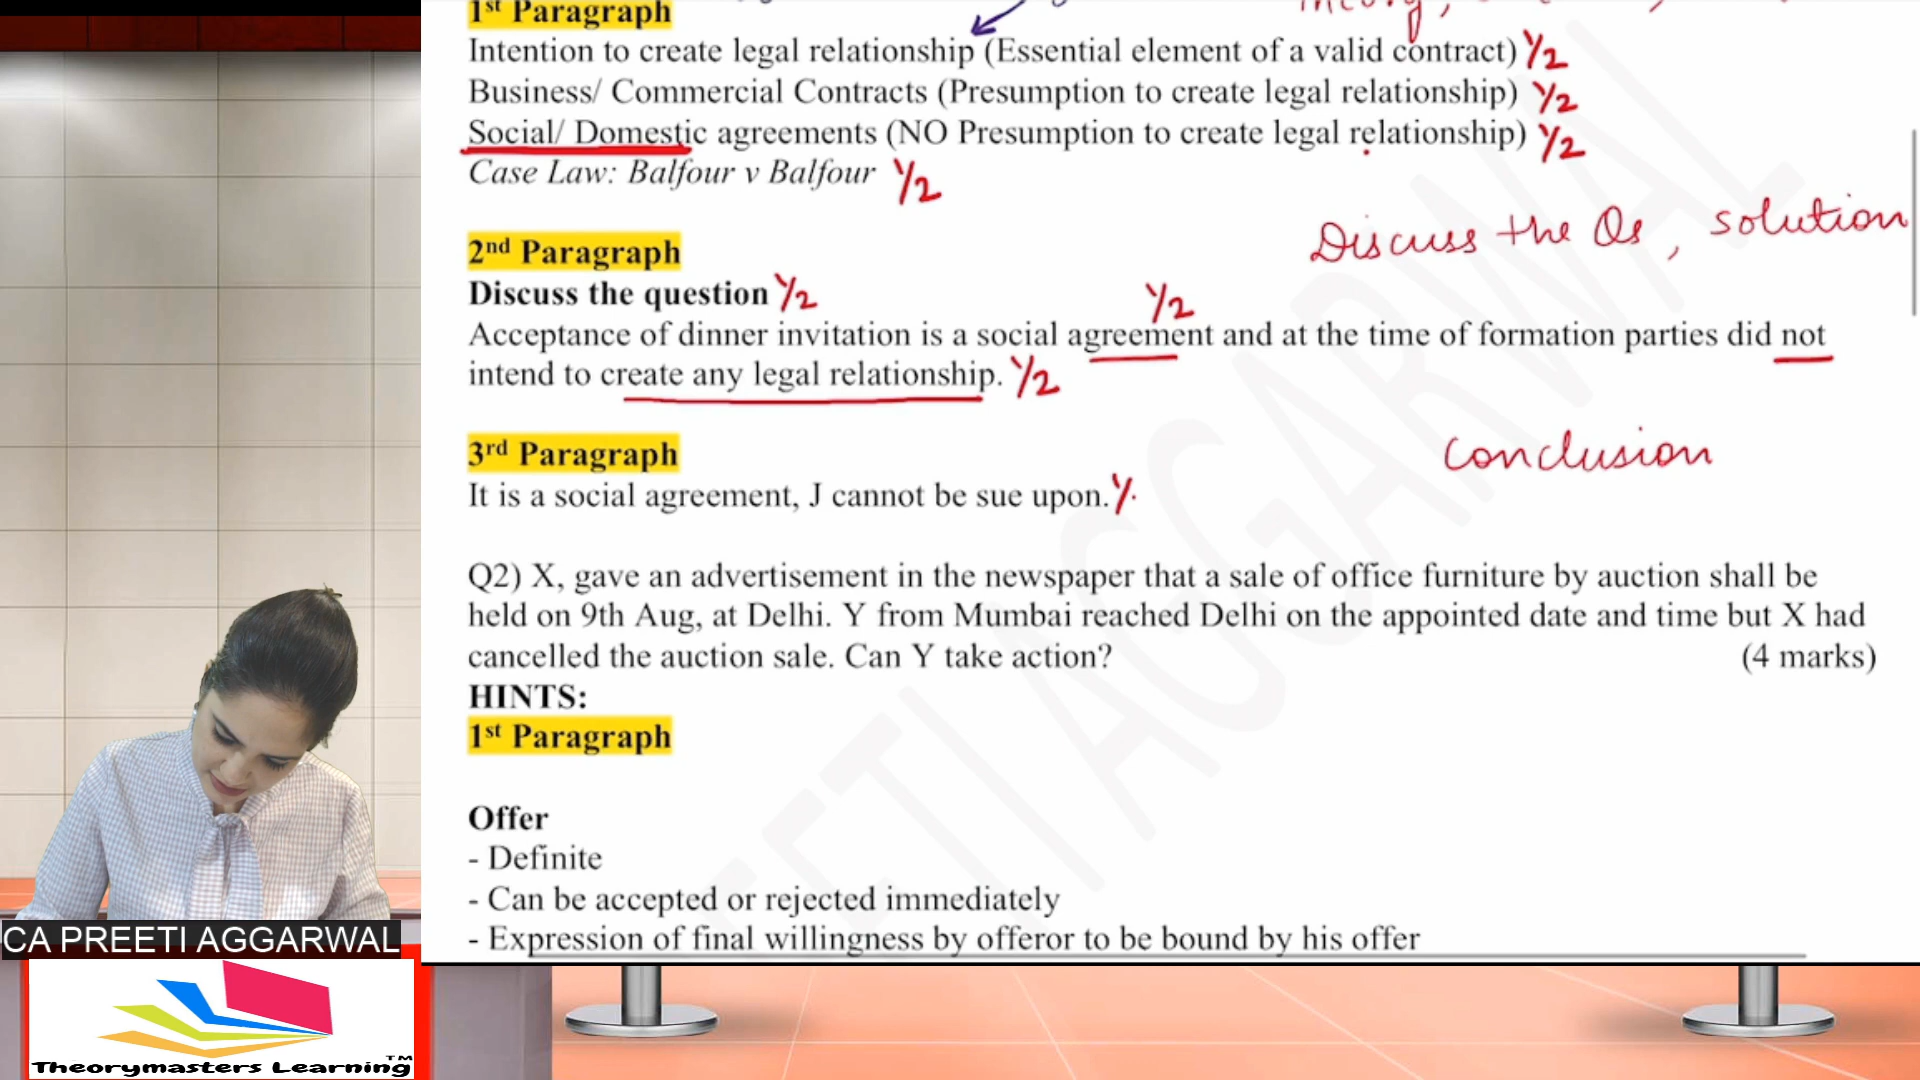 1st Paragraph
Intention to create legal relationship (Essential element of a valid contract) 1/2
Business/ Commercial Contracts (Presumption to create legal relationship) 1/2
Social/ Domestic agreements (NO Presumption to create legal relationship) 1/2
Case Law: Balfour v Balfour 1/2
Discuss the Qs, solution
2nd Paragraph
Discuss the question 1/2
1/2
Acceptance of dinner invitation is a social agreement and at the time of formation parties did not
intend to create any legal relationship. 1/2
3rd Paragraph
conclusion
It is a social agreement, J cannot be sue upon.
Q2) X, gave an advertisement in the newspaper that a sale of office furniture by auction shall be
held on 9th Aug, at Delhi. Y from Mumbai reached Delhi on the appointed date and time but X had
cancelled the auction sale. Can Y take action? (4 marks)
HINTS:
1st Paragraph
Offer
- Definite
- Can be accepted or rejected immediately
- Expression of final willingness by offeror to be bound by his offer
CA PREETI AGGARWAL
Theorymasters Learning™